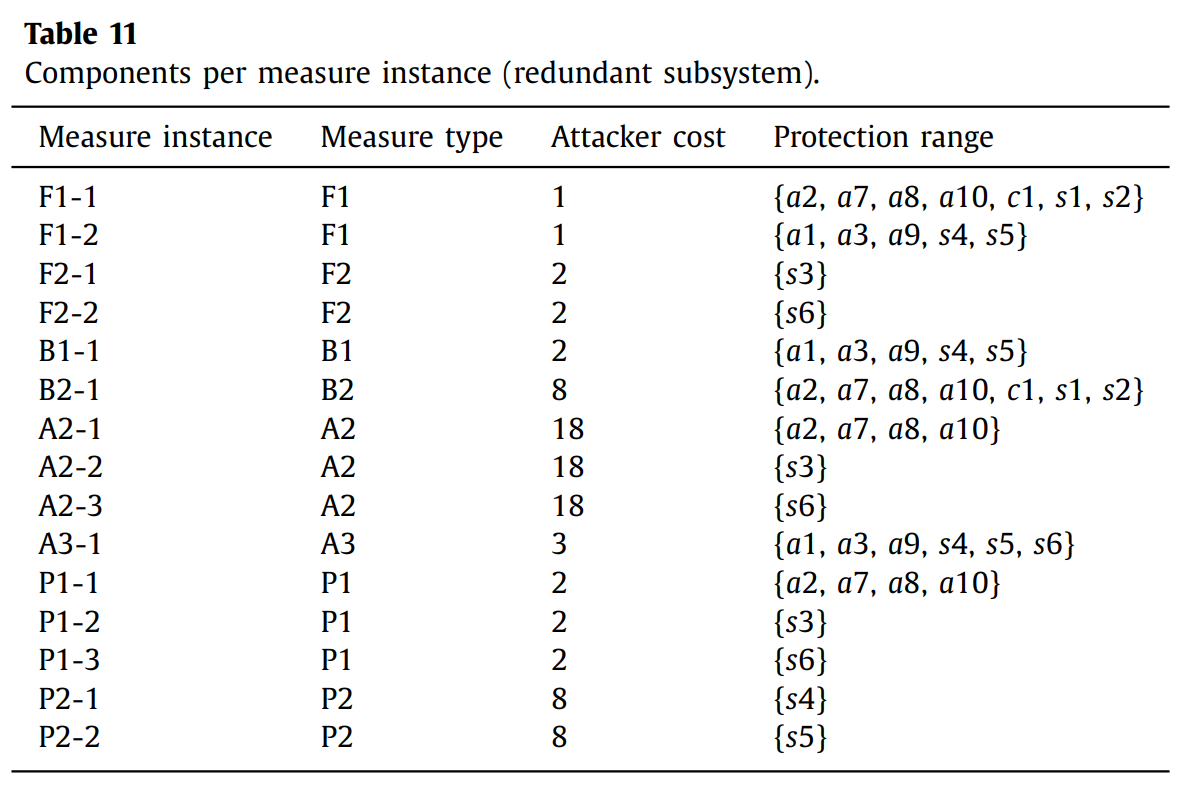 Table 11
Components per measure instance (redundant subsystem).
Measure instance Measure type Attacker cost Protection range
F1-1 F1 1 {a2, a7, a8, a10, c1, s1, s2}
F1-2 F1 1 {a1, a3, a9, s4, s5}
F2-1 F2 2 {s3}
F2-2 F2 2 {s6}
B1-1 B1 2 {a1, a3, a9, s4, s5}
B2-1 B2 8 {a2, a7, a8, a10, c1, s1, s2}
A2-1 A2 18 {a2, a7, a8, a10}
A2-2 A2 18 {s3}
A2-3 A2 18 {s6}
A3-1 A3 3 {a1, a3, a9, s4, s5, s6}
P1-1 P1 2 {a2, a7, a8, a10}
P1-2 P1 2 {s3}
P1-3 P1 2 {s6}
P2-1 P2 8 {s4}
P2-2 P2 8 {s5}